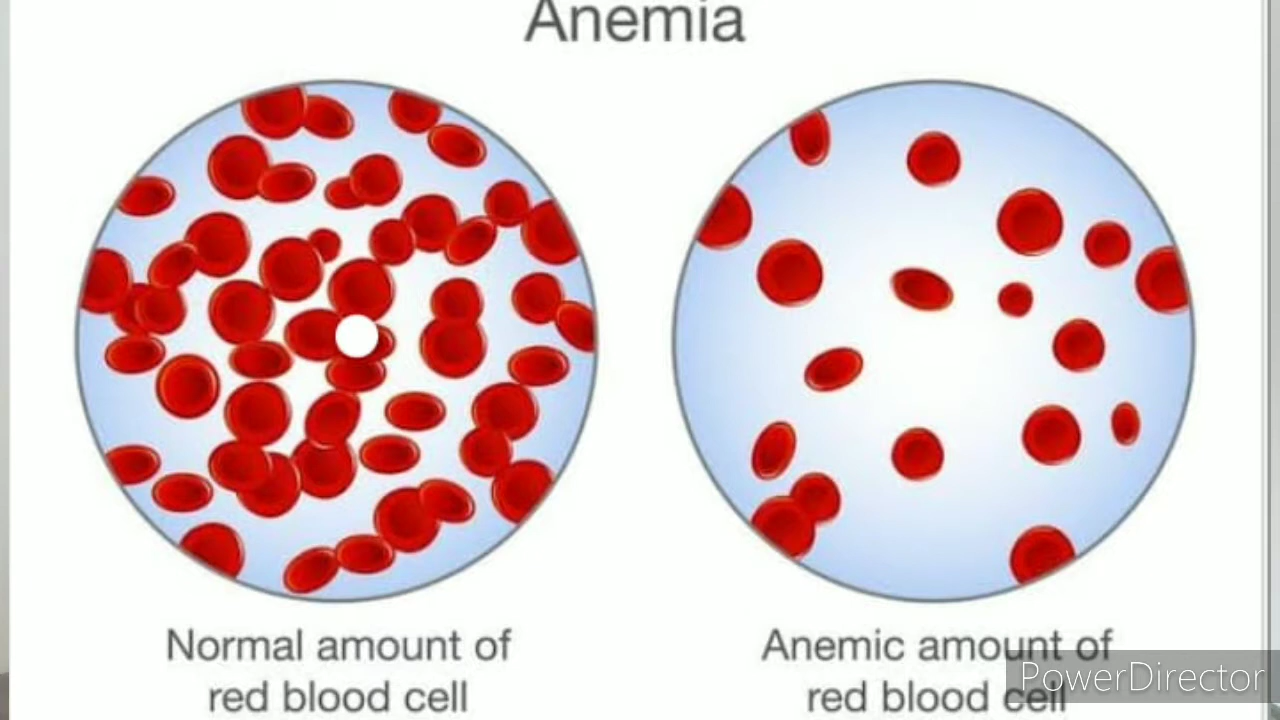 Anemia
Normal amount of
red blood cell
Anemic amount of
red blood cell
PowerDirector